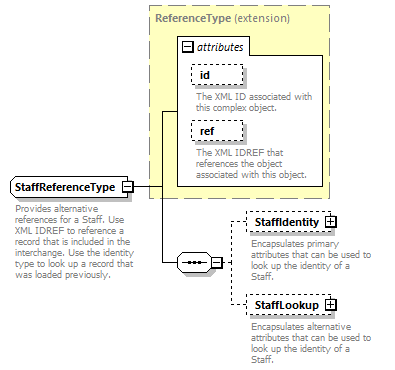 ReferenceType (extension)
attributes
id
The XML ID associated with
this complex object.
ref
The XML IDREF that
references the object
associated with this object.
StaffReferenceType
Provides alternative
references for a Staff. Use
XML IDREF to reference a
record that is included in the
interchange. Use the identity
type to look up a record that
was loaded previously.
StaffIdentity
Encapsulates primary
attributes that can be used to
look up the identity of a
Staff.
StaffLookup
Encapsulates alternative
attributes that can be used to
look up the identity of a
Staff.